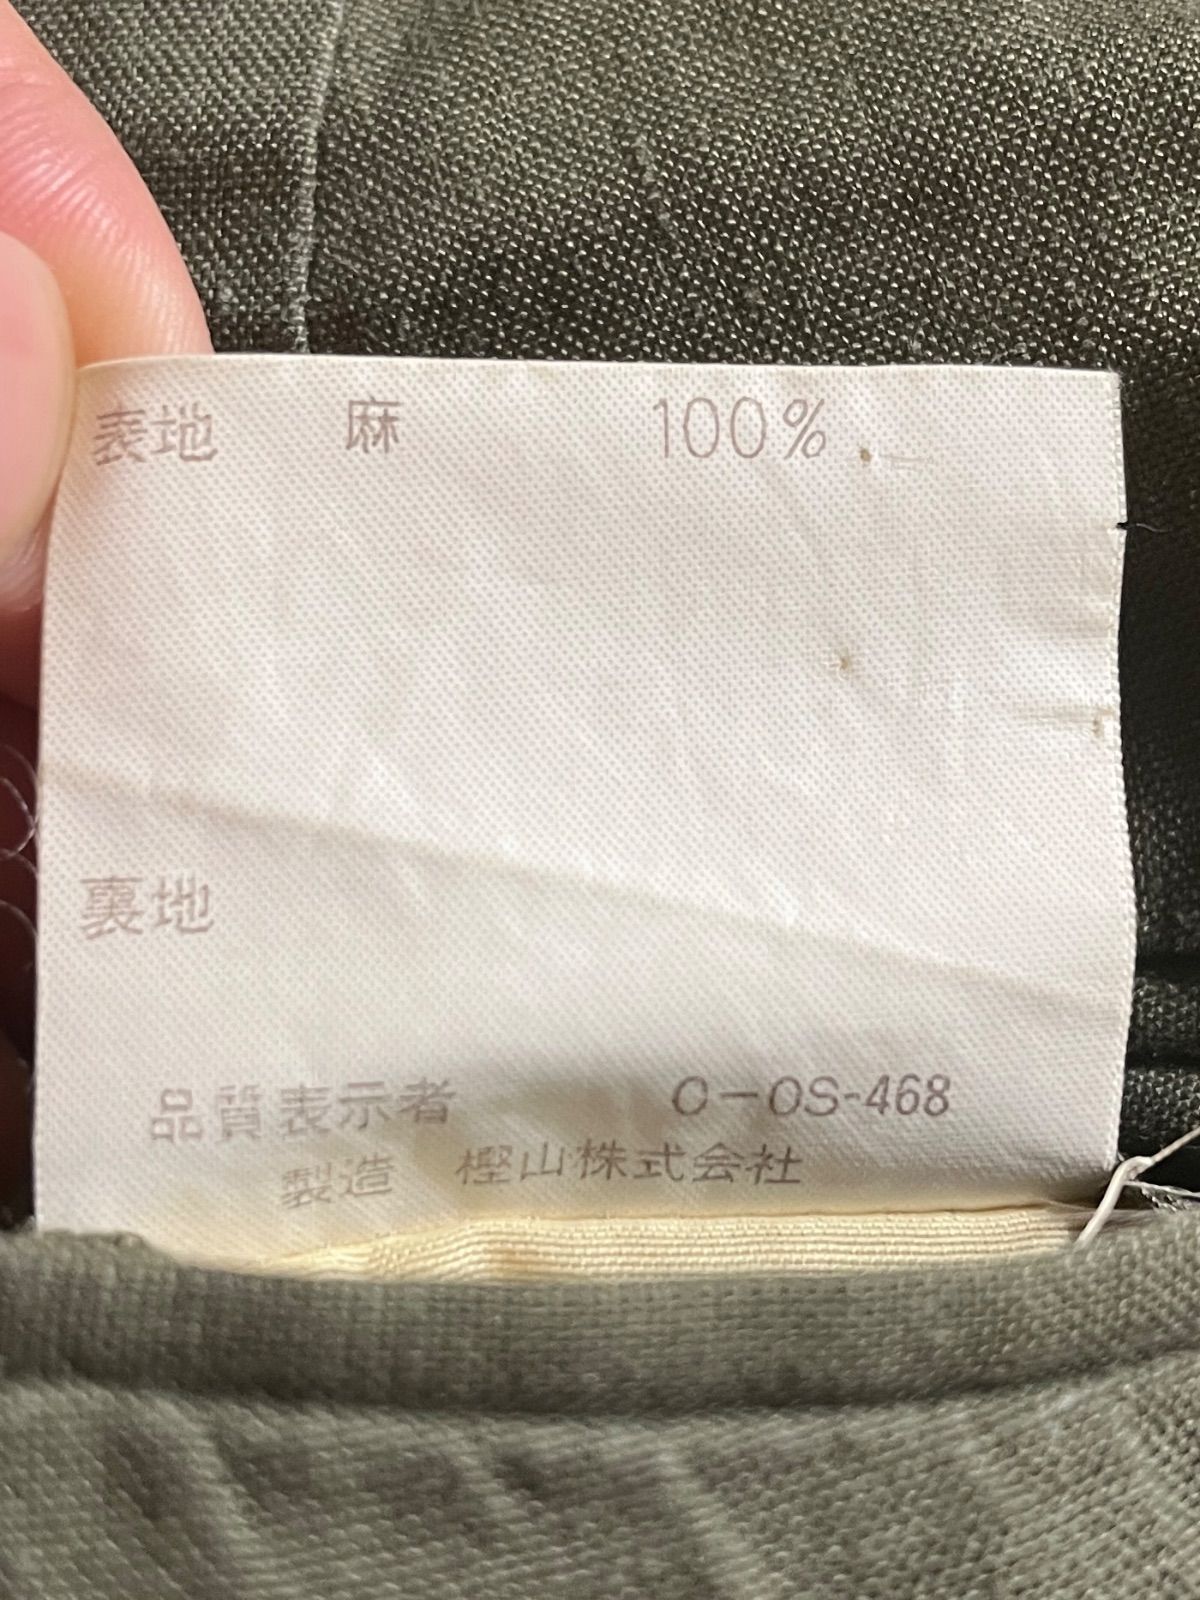 表地 麻 100%
裏地
品質表示者 O-OS-468
製造 樫山株式会社